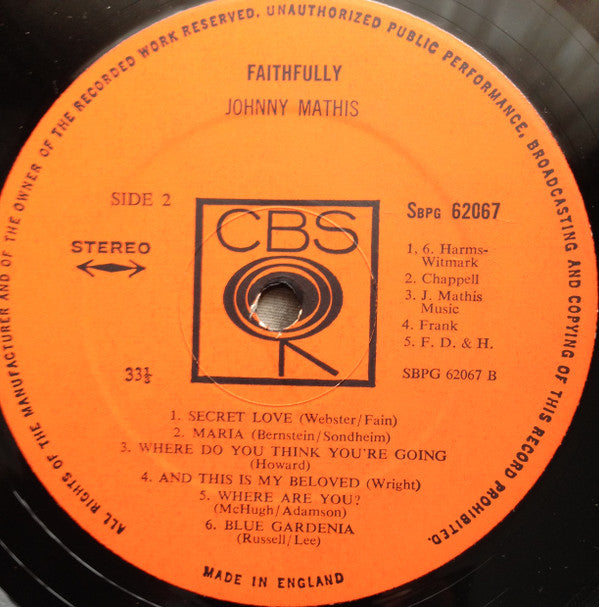 ALL RIGHTS OF THE MANUFACTURER AND OF THE OWNER OF THE RECORDED WORK RESERVED. UNAUTHORIZED PUBLIC PERFORMANCE, BROADCASTING AND COPYING OF THIS RECORD PROHIBITED.
FAITHFULLY
JOHNNY MATHIS
SIDE 2
STEREO
33⅓
CBS
SBPG 62067
1, 6. Harms-
Witmark
2. Chappell
3. J. Mathis
Music
4. Frank
5. F. D. & H.
SBPG 62067 B
1. SECRET LOVE (Webster/Fain)
2. MARIA (Bernstein/Sondheim)
3. WHERE DO YOU THINK YOU'RE GOING
(Howard)
4. AND THIS IS MY BELOVED (Wright)
5. WHERE ARE YOU?
(McHugh/Adamson)
6. BLUE GARDENIA
(Russell/Lee)
MADE IN ENGLAND